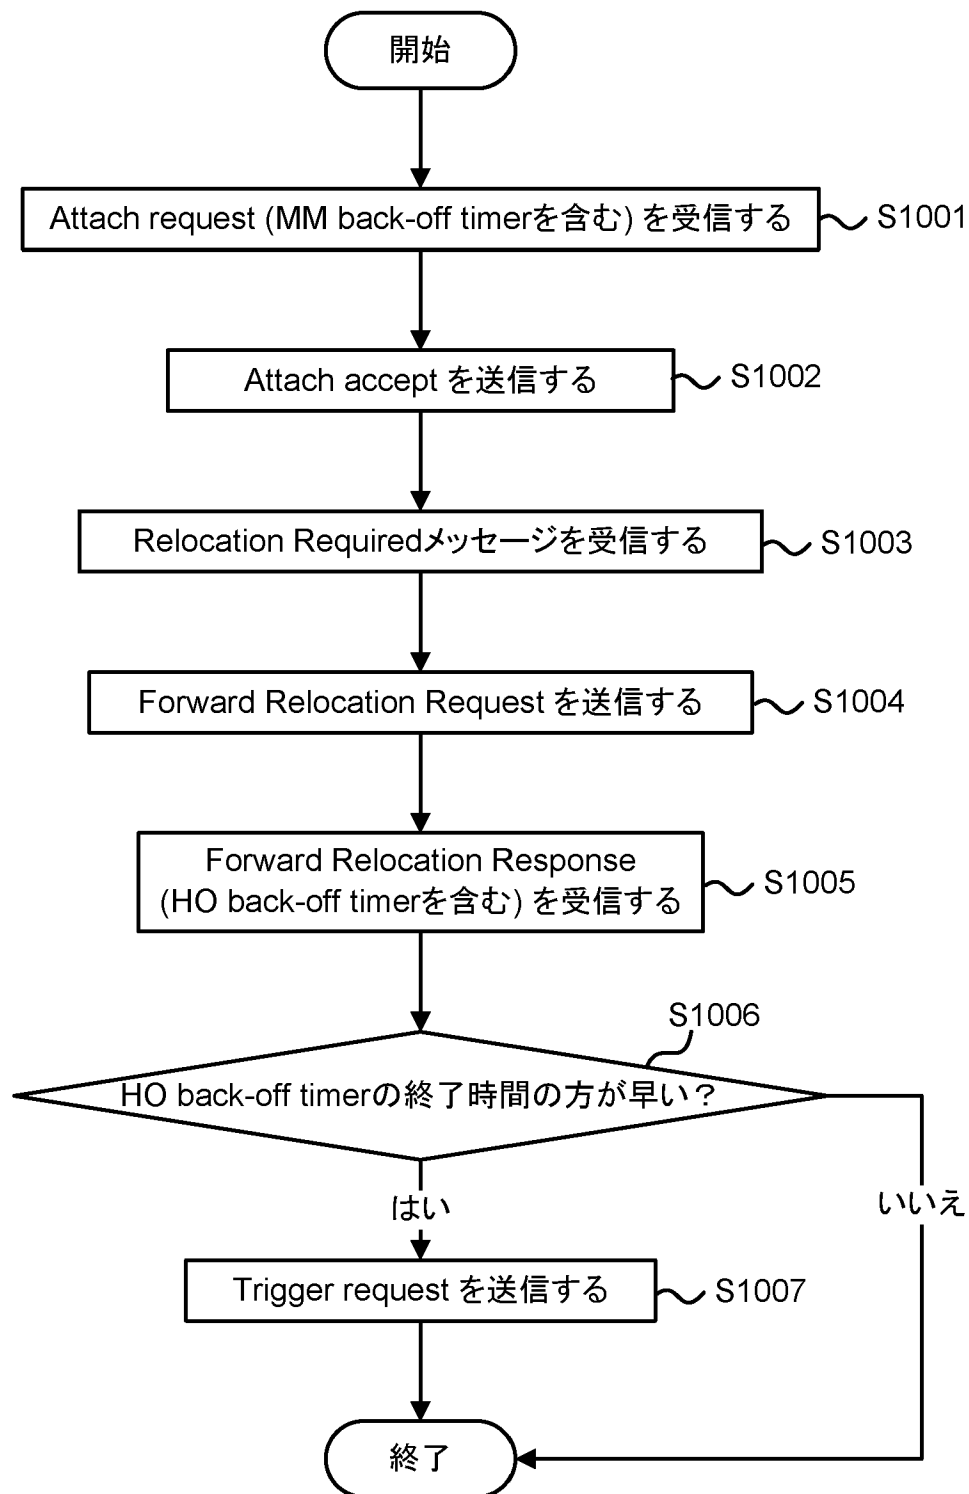 開始
Attach request (MM back-off timerを含む) を受信する
S1001
Attach accept を送信する
S1002
Relocation Requiredメッセージを受信する
S1003
Forward Relocation Request を送信する
S1004
Forward Relocation Response
(HO back-off timerを含む) を受信する
S1005
S1006
HO back-off timerの終了時間の方が早い？
はい
いいえ
Trigger request を送信する
S1007
終了